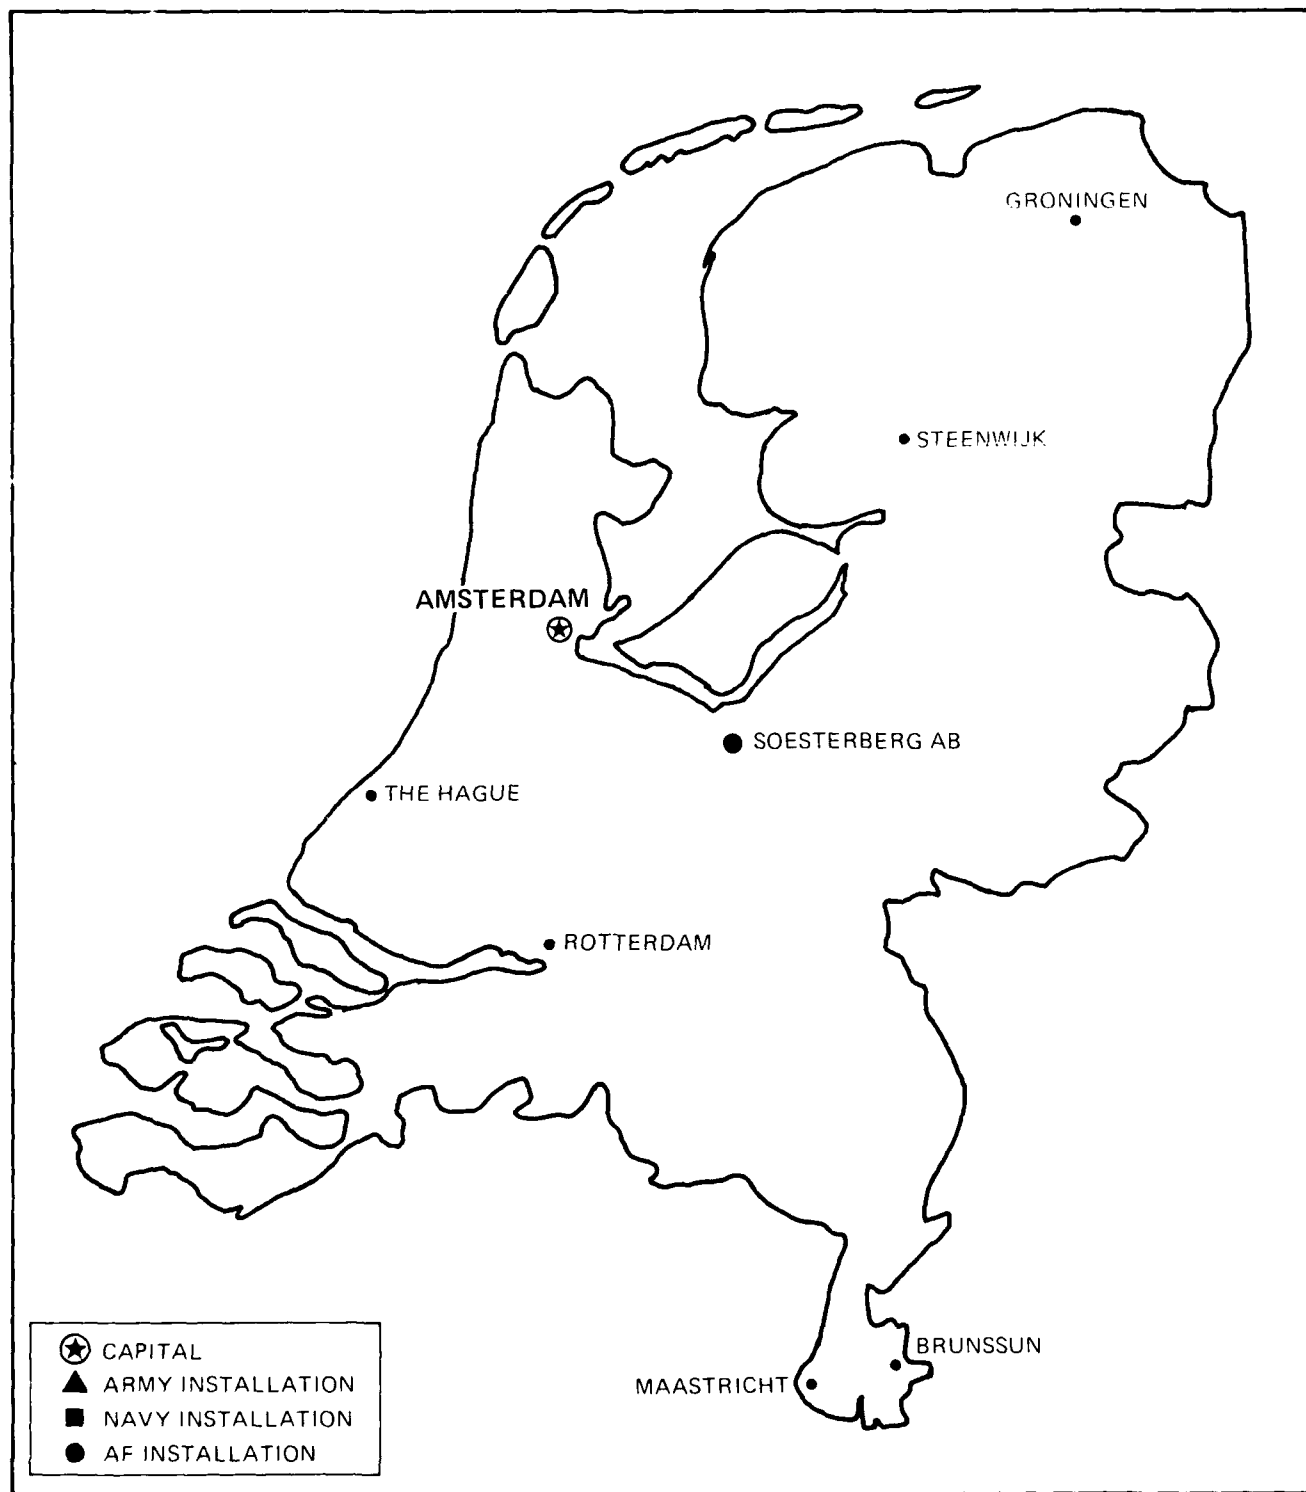 GRONINGEN
STEENWIJK
AMSTERDAM
SOESTERBERG AB
THE HAGUE
ROTTERDAM
BRUNSSUN
MAASTRICHT
CAPITAL
ARMY INSTALLATION
NAVY INSTALLATION
AF INSTALLATION